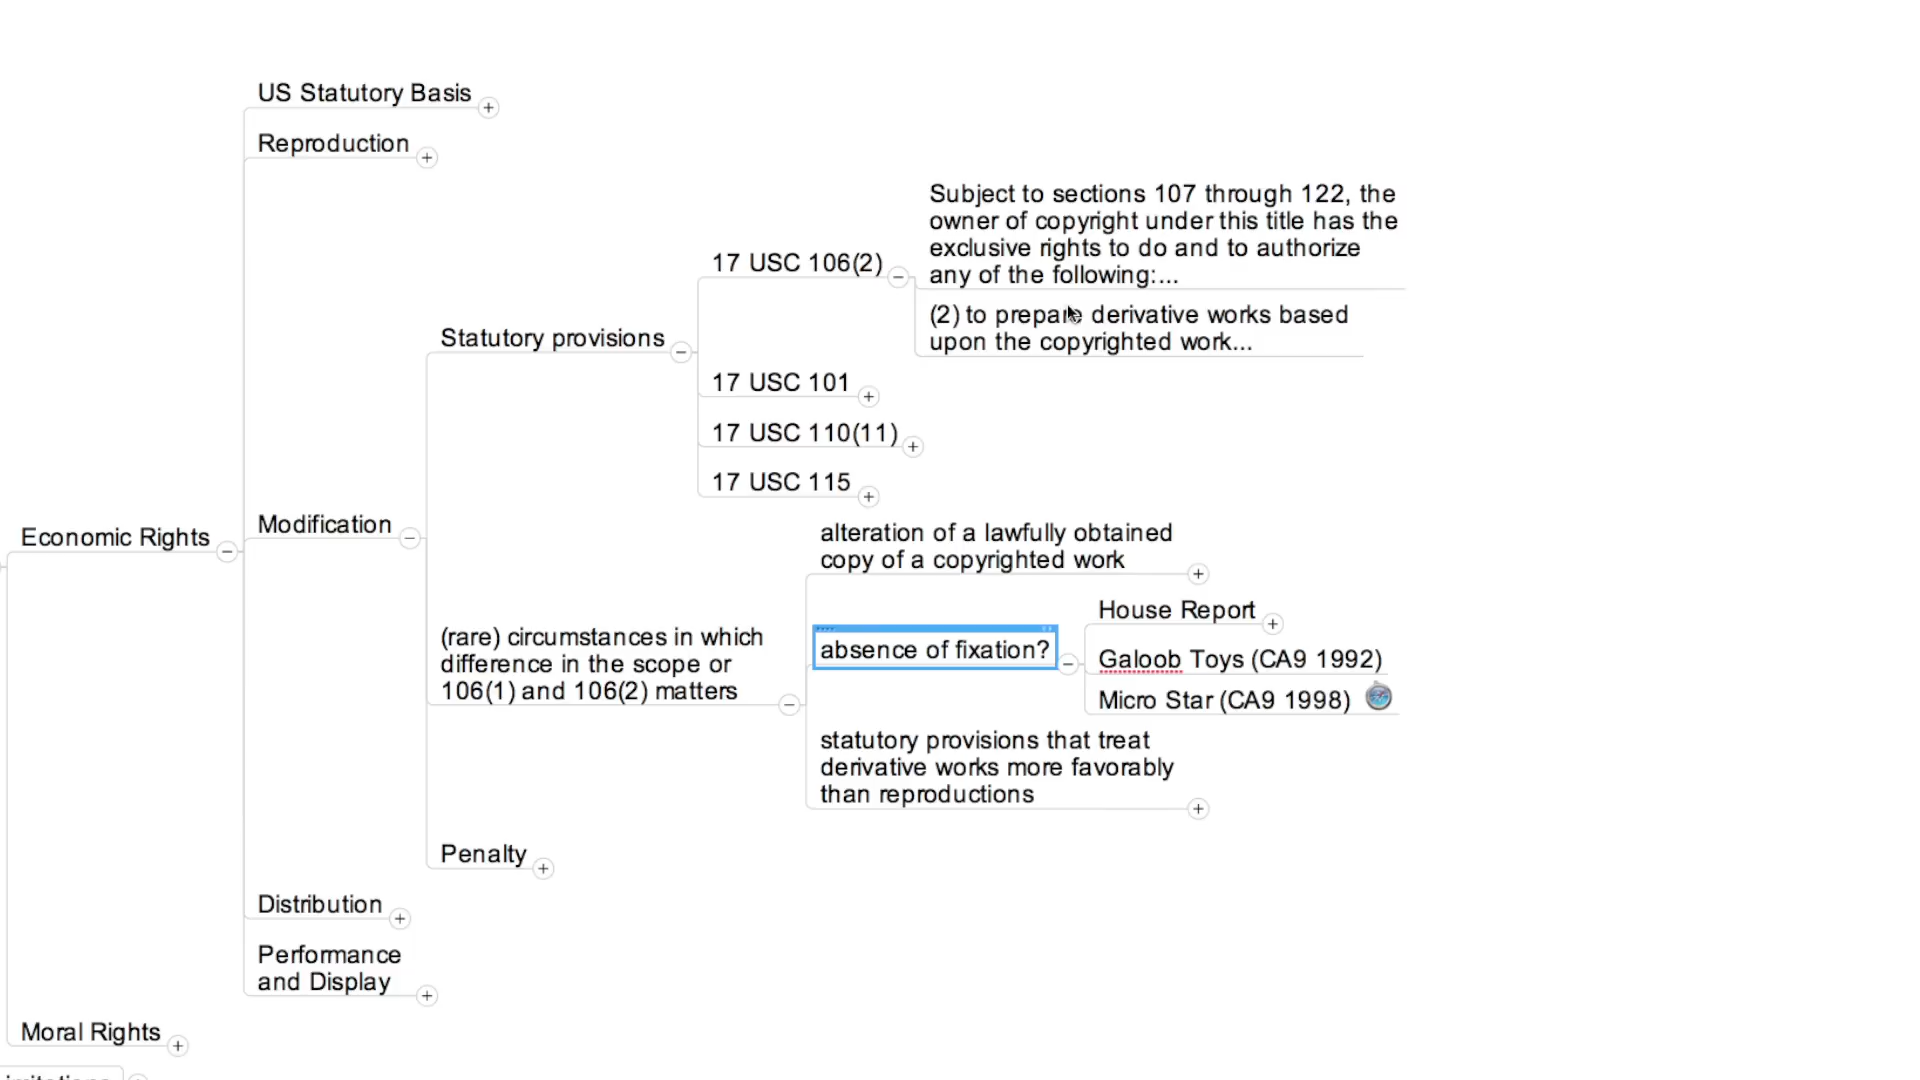 US Statutory Basis
Reproduction
Subject to sections 107 through 122, the
owner of copyright under this title has the
exclusive rights to do and to authorize
any of the following:...
17 USC 106(2)
(2) to prepare derivative works based
upon the copyrighted work...
Statutory provisions
17 USC 101
17 USC 110(11)
17 USC 115
Economic Rights
Modification
alteration of a lawfully obtained
copy of a copyrighted work
(rare) circumstances in which
difference in the scope or
106(1) and 106(2) matters
absence of fixation?
House Report
Galoob Toys (CA9 1992)
Micro Star (CA9 1998)
statutory provisions that treat
derivative works more favorably
than reproductions
Penalty
Distribution
Performance
and Display
Moral Rights